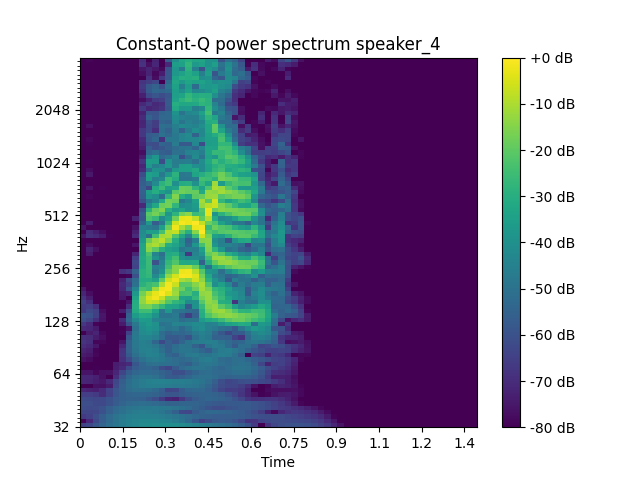 Constant-Q power spectrum speaker_4
+0 dB
2048
-10 dB
1024
-20 dB
512
-30 dB
Hz
-40 dB
256
-50 dB
128
-60 dB
64
-70 dB
32
-80 dB
0 0.15 0.3 0.45 0.6 0.75 0.9 1.1 1.2 1.4
Time